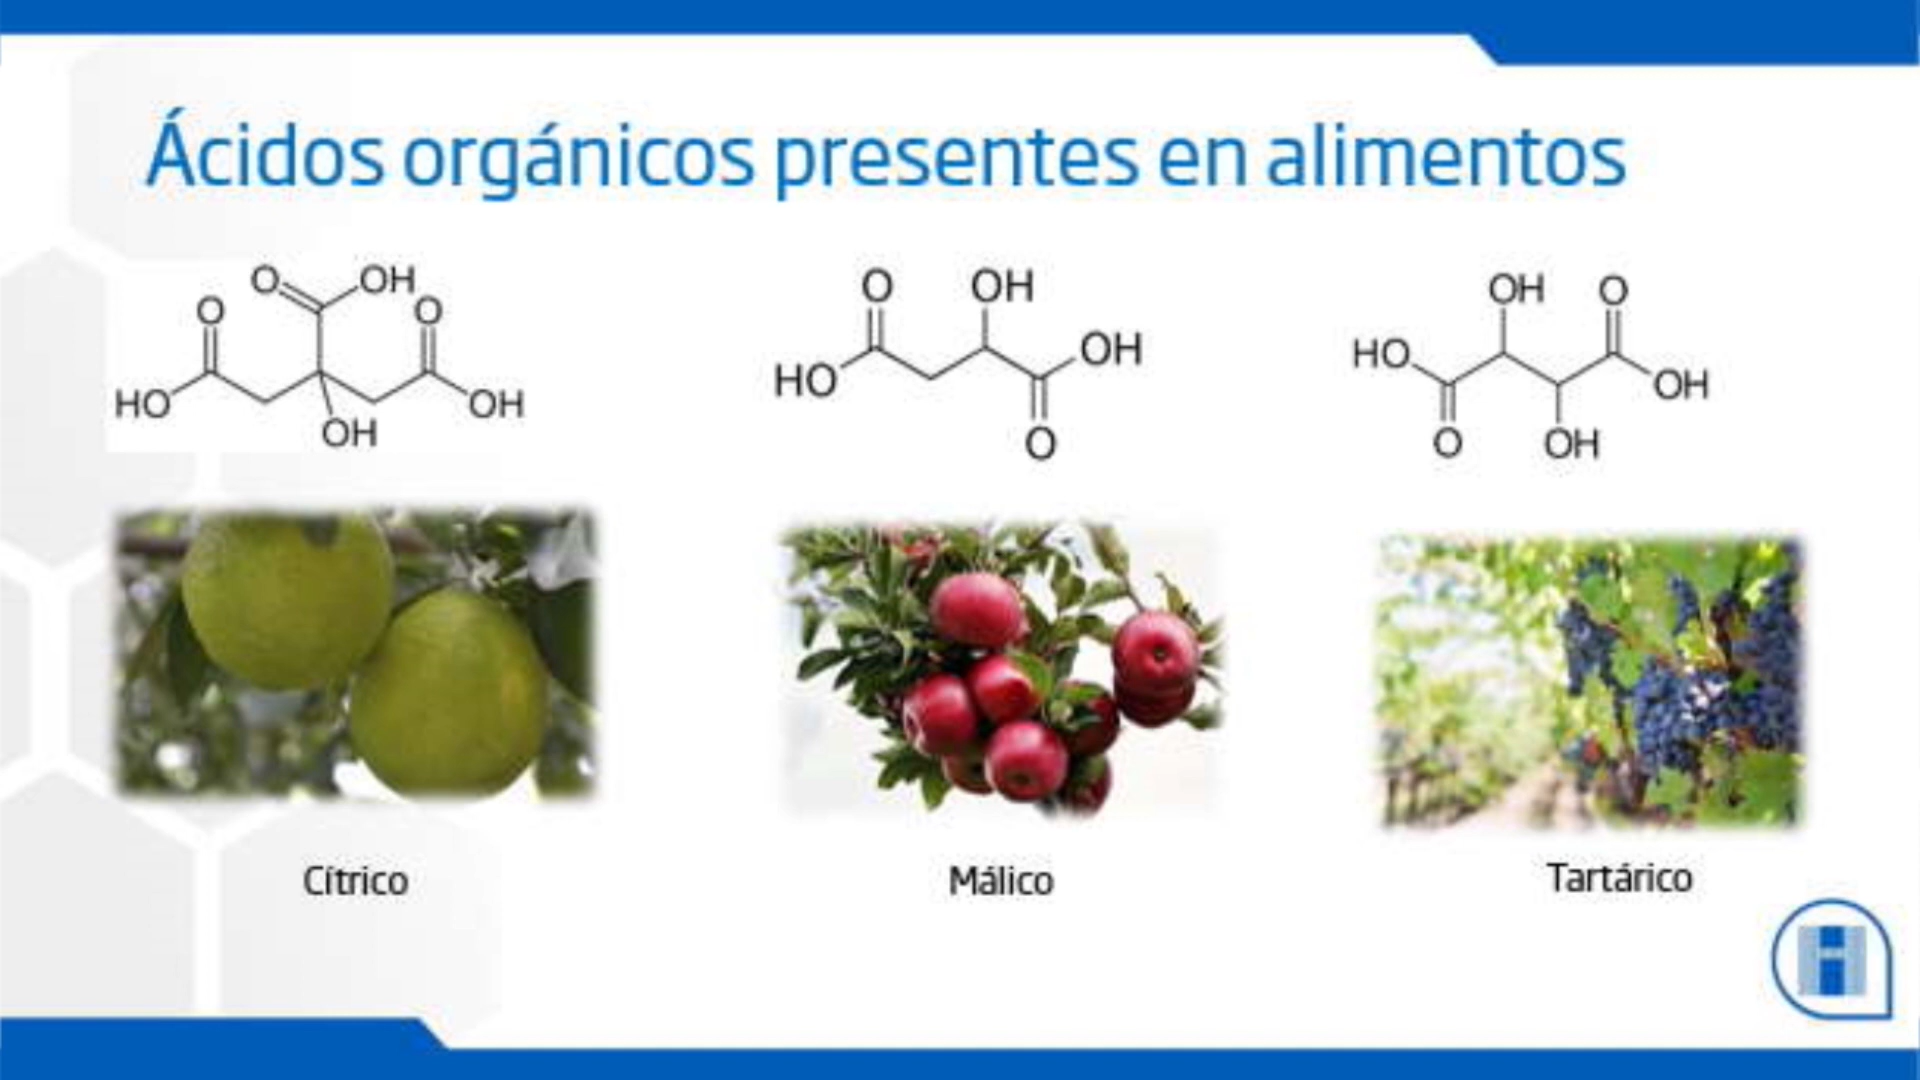 Ácidos orgánicos presentes en alimentos
O OH
O O
HO OH
OH
O OH
OH
HO
O
OH O
HO
OH
O OH
Cítrico Málico Tartárico